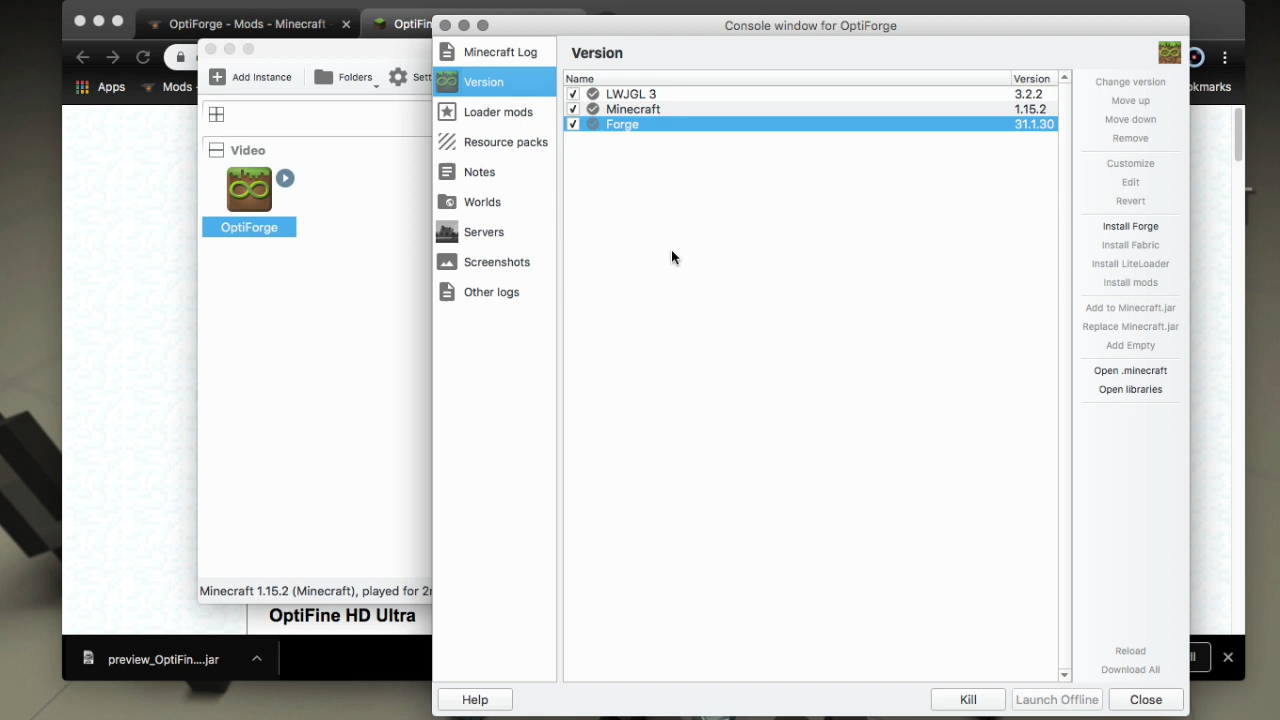 OptiForge - Mods - Minecraft
OptiFin
Apps
Mods
okmarks
Add Instance
Folders
Sett
Video
OptiForge
Minecraft 1.15.2 (Minecraft), played for 2
OptiFine HD Ultra
preview_OptiFin....jar
Console window for OptiForge
Minecraft Log
Version
Loader mods
Resource packs
Notes
Worlds
Servers
Screenshots
Other logs
Version
Name Version
LWJGL 3 3.2.2
Minecraft 1.15.2
Forge 31.1.30
Change version
Move up
Move down
Remove
Customize
Edit
Revert
Install Forge
Install Fabric
Install LiteLoader
Install mods
Add to Minecraft.jar
Replace Minecraft.jar
Add Empty
Open .minecraft
Open libraries
Reload
Download All
Help
Kill
Launch Offline
Close